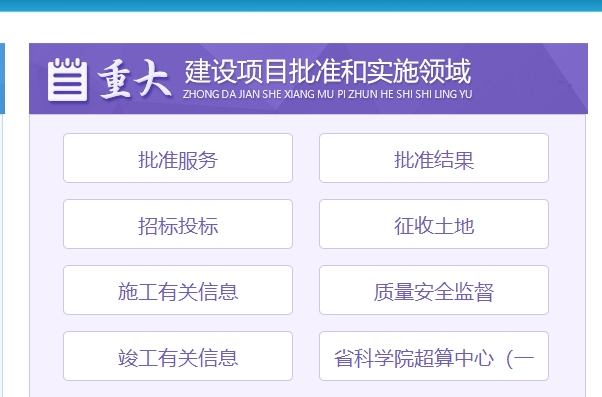 重大 建设项目批准和实施领域
ZHONG DA JIAN SHE XIANG MU PI ZHUN HE SHI SHI LING YU
批准服务 批准结果
招标投标 征收土地
施工有关信息 质量安全监督
竣工有关信息 省科学院超算中心（一